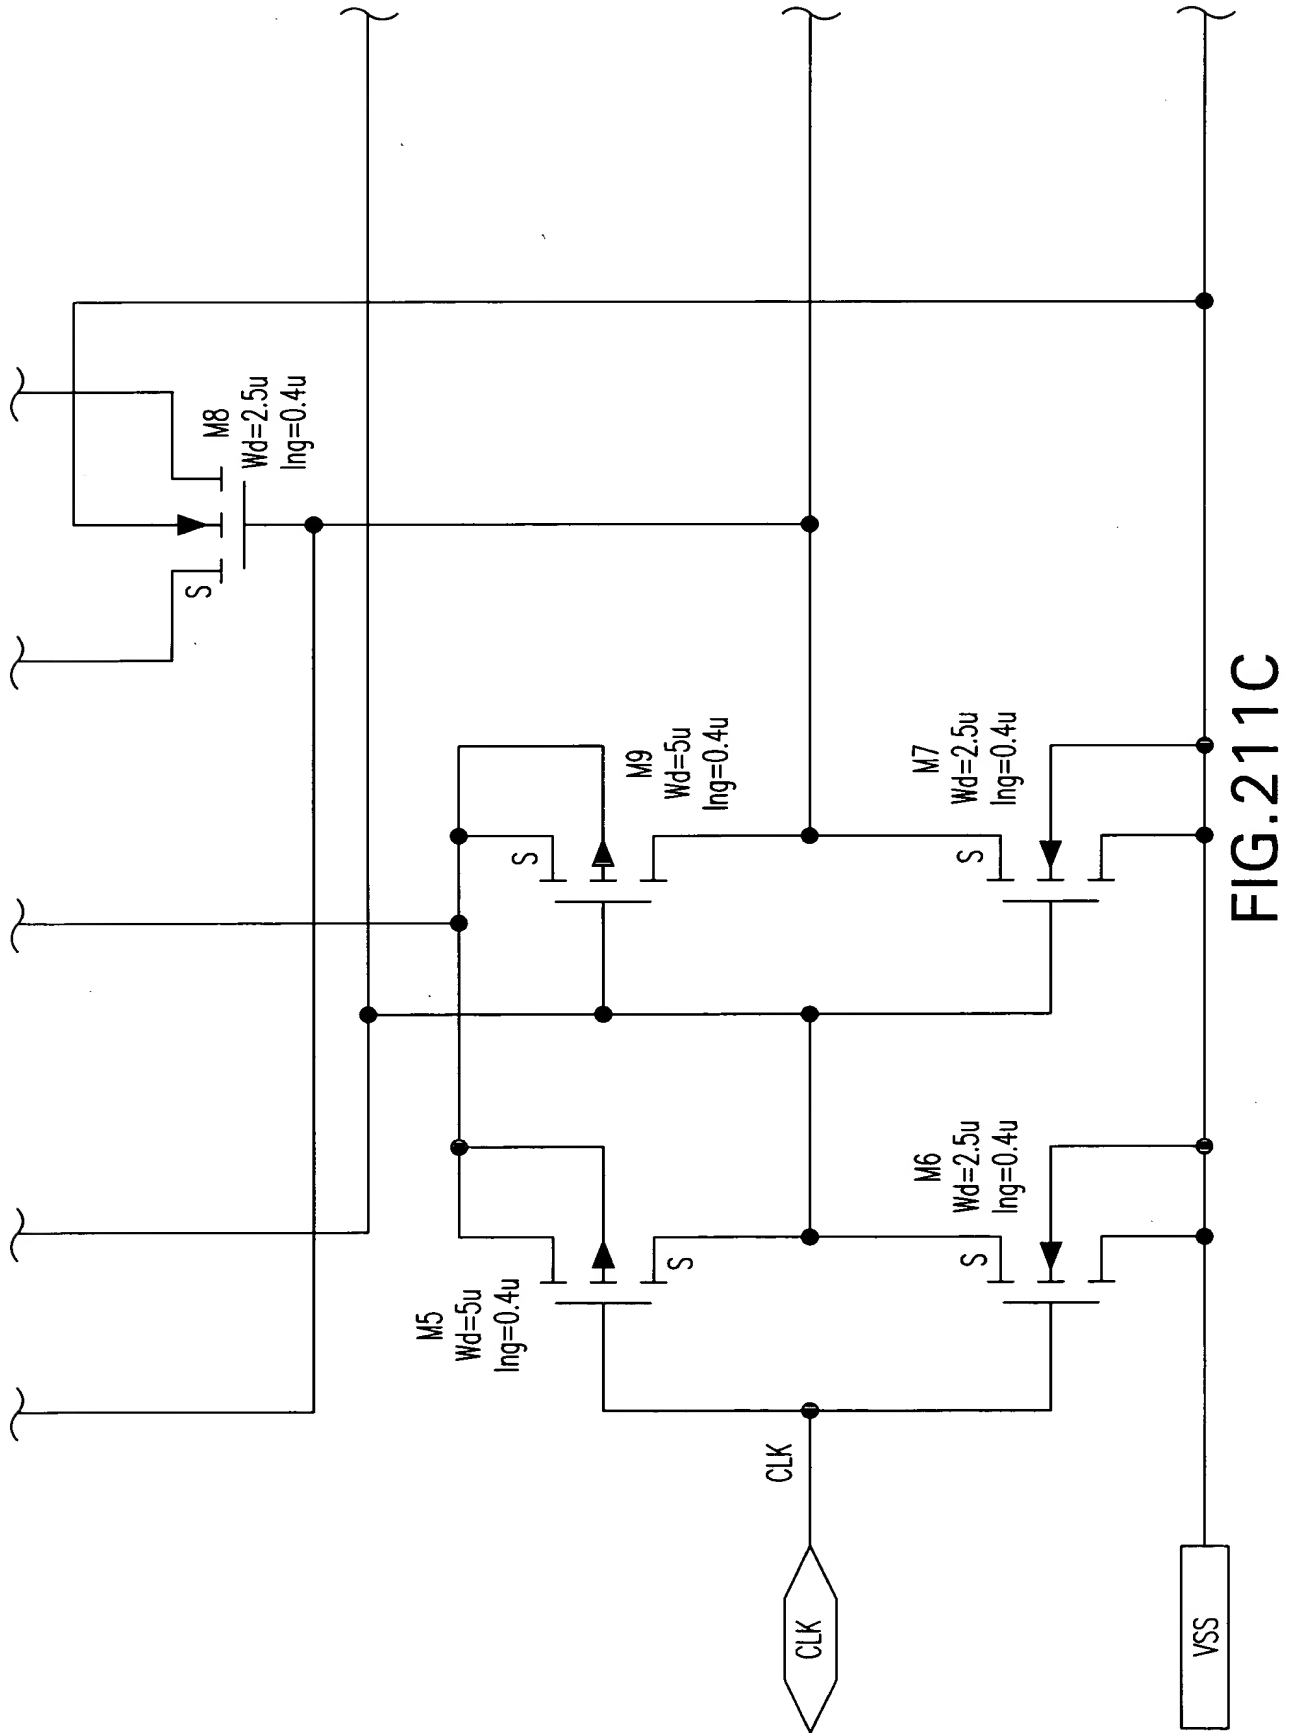 M8
Wd=2.5u
lng=0.4u
S
M5
Wd=5u
lng=0.4u
S
M9
Wd=5u
lng=0.4u
S
M6
Wd=2.5u
lng=0.4u
S
M7
Wd=2.5u
lng=0.4u
S
CLK
CLK
VSS
FIG.211C